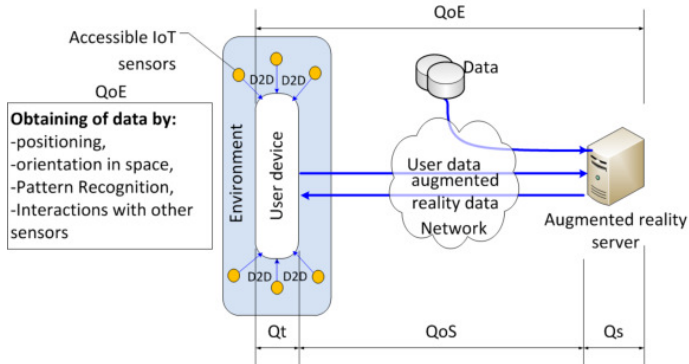 QoE
Accessible IoT
sensors
QoE
Obtaining of data by:
-positioning,
-orientation in space,
-Pattern Recognition,
-Interactions with other
sensors
D2D
D2D
Environment
User device
D2D
D2D
Data
User data
augmented
reality data
Network
Augmented reality
server
Qt
QoS
Qs